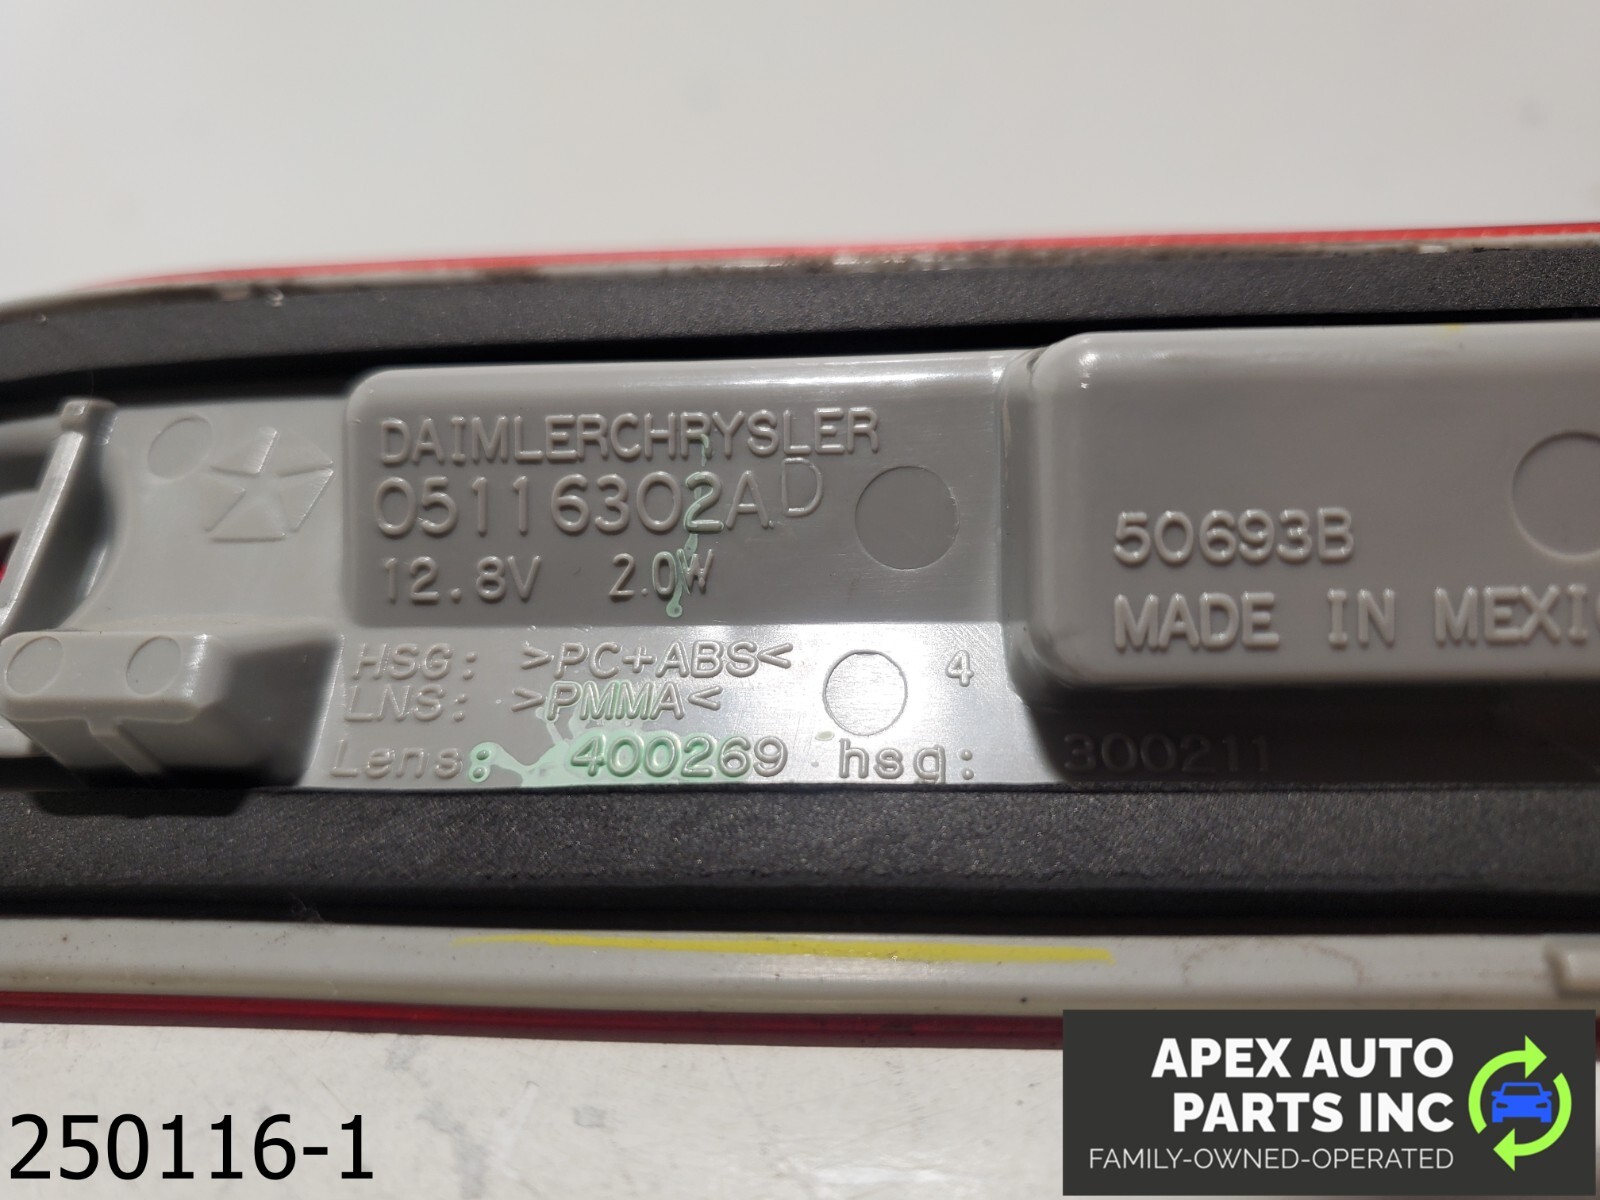 DAIMLERCHRYSLER
05116302AD
12.8V 2.0W
HSG: >PC+ABS<
LNS: >PMMA<
4
Lens: 400269 hsg: 300211
50693B
MADE IN MEXIC
250116-1
APEX AUTO
PARTS INC
FAMILY-OWNED-OPERATED